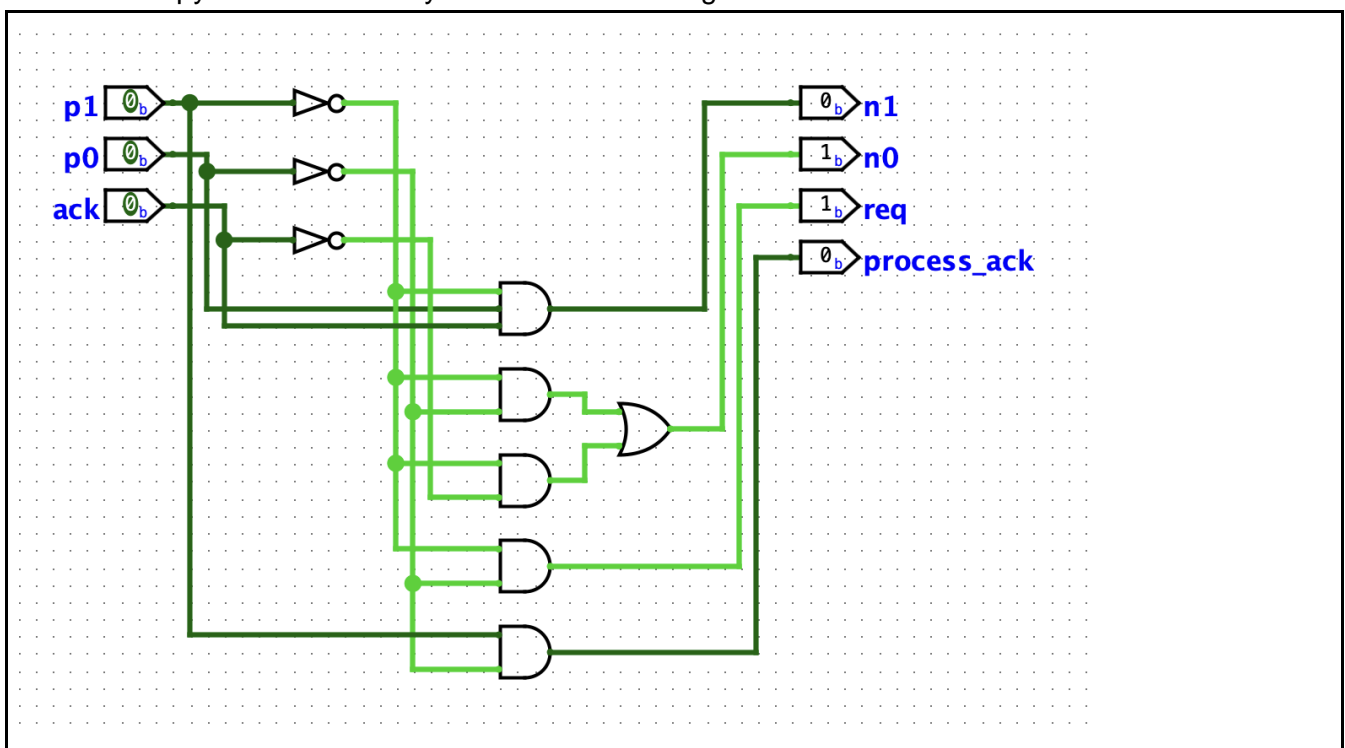 p1 0b
p0 0b
ack 0b
0b n1
1b n0
1b req
0b process_ack